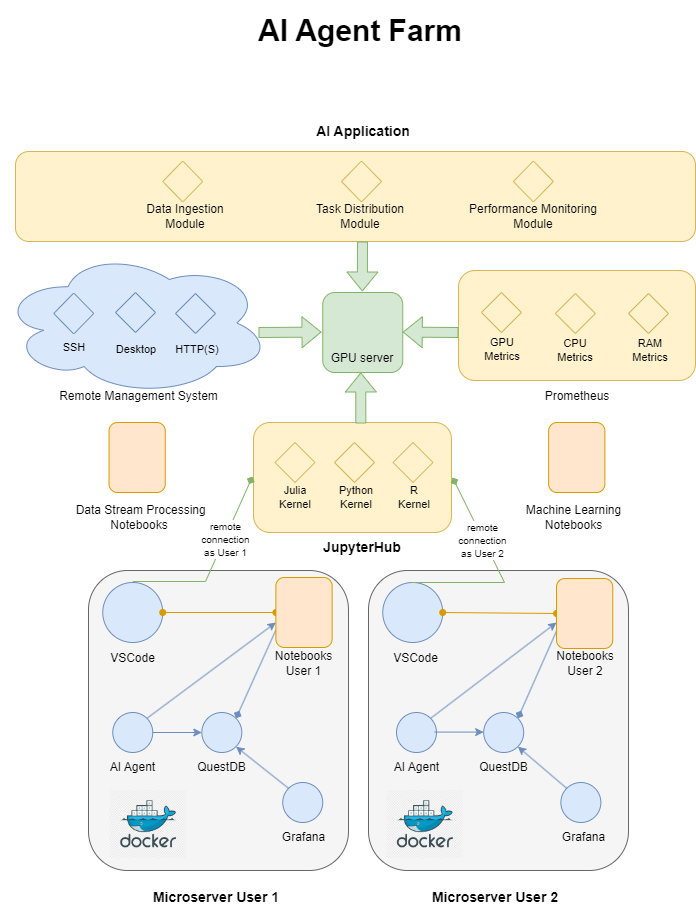 AI Agent Farm
AI Application
Data Ingestion
Module
Task Distribution
Module
Performance Monitoring
Module
SSH
Desktop
HTTP(S)
Remote Management System
GPU server
GPU
Metrics
CPU
Metrics
RAM
Metrics
Prometheus
Data Stream Processing
Notebooks
Julia
Kernel
Python
Kernel
R
Kernel
JupyterHub
Machine Learning
Notebooks
remote
connection
as User 1
remote
connection
as User 2
VSCode
Notebooks
User 1
AI Agent
QuestDB
Grafana
docker
Microserver User 1
VSCode
Notebooks
User 2
AI Agent
QuestDB
Grafana
docker
Microserver User 2